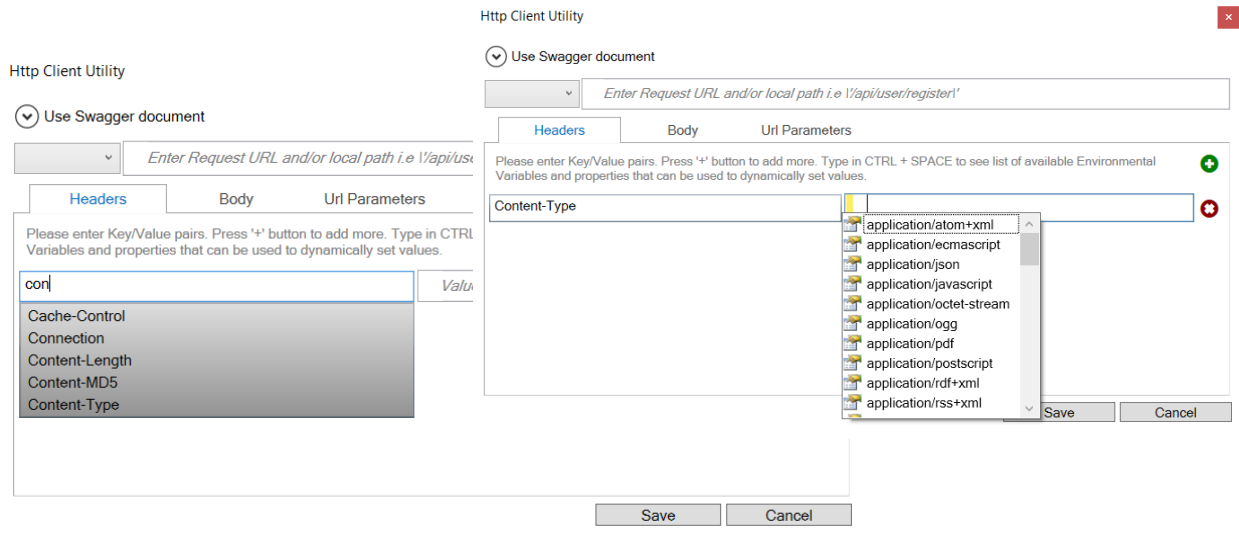 Http Client Utility
Use Swagger document
Enter Request URL and/or local path i.e \'/api/use
Headers Body Url Parameters
Please enter Key/Value pairs. Press '+' button to add more. Type in CTRL
Variables and properties that can be used to dynamically set values.
con
Cache-Control
Connection
Content-Length
Content-MD5
Content-Type
Save Cancel
Http Client Utility
Use Swagger document
Enter Request URL and/or local path i.e \'/api/user/register\'
Headers Body Url Parameters
Please enter Key/Value pairs. Press '+' button to add more. Type in CTRL + SPACE to see list of available Environmental
Variables and properties that can be used to dynamically set values.
Content-Type
application/atom+xml
application/ecmascript
application/json
application/javascript
application/octet-stream
application/ogg
application/pdf
application/postscript
application/rdf+xml
application/rss+xml
Save Cancel